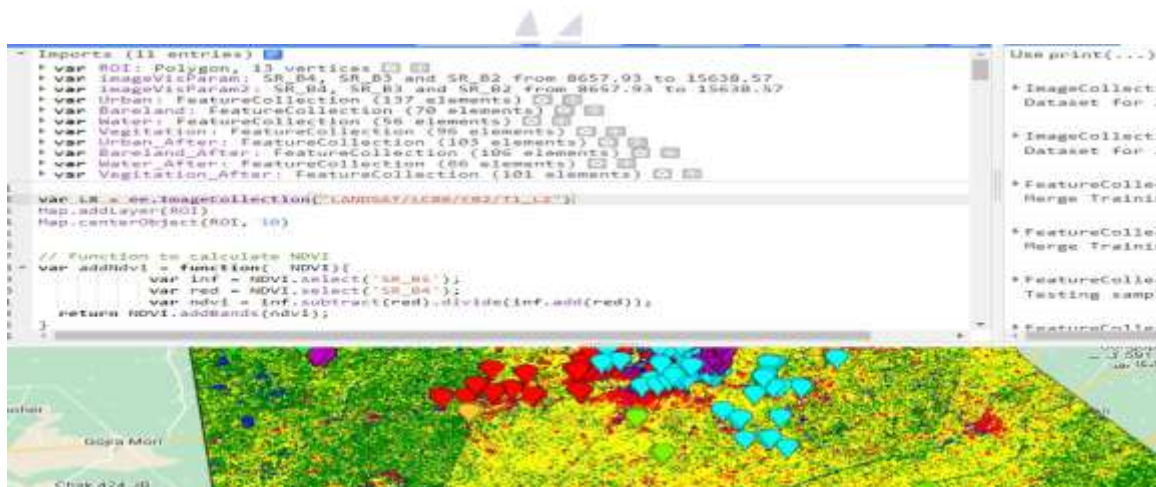 Imports (11 entries)
var ROI: Polygon, 13 vertices
var imageVisParam: SR_B4, SR_B3 and SR_B2 from 8657.93 to 15638.57
var imageVisParam2: SR_B4, SR_B3 and SR_B2 from 8657.93 to 15638.57
var Urban: FeatureCollection (137 elements)
var Bareland: FeatureCollection (70 elements)
var Water: FeatureCollection (56 elements)
var Vegitation: FeatureCollection (96 elements)
var Urban_After: FeatureCollection (103 elements)
var Bareland_After: FeatureCollection (106 elements)
var Water_After: FeatureCollection (66 elements)
var Vegitation_After: FeatureCollection (101 elements)
var L8 = ee.ImageCollection("LANDSAT/LC08/C02/T1_L2");
Map.addLayer(ROI)
Map.centerObject(ROI, 10)
// Function to calculate NDVI
var addNdvi = function( NDVI){
var inf = NDVI.select('SR_B5');
var red = NDVI.select('SR_B4');
var ndvi = inf.subtract(red).divide(inf.add(red));
return NDVI.addBands(ndvi);
}
Use print(...)
ImageCollect
Dataset for
ImageCollect
Dataset for
FeatureColle
Merge Traini
FeatureColle
Merge Traini
FeatureColle
Testing samp
FeatureColle
Gojra Mori
Chak 424 JB